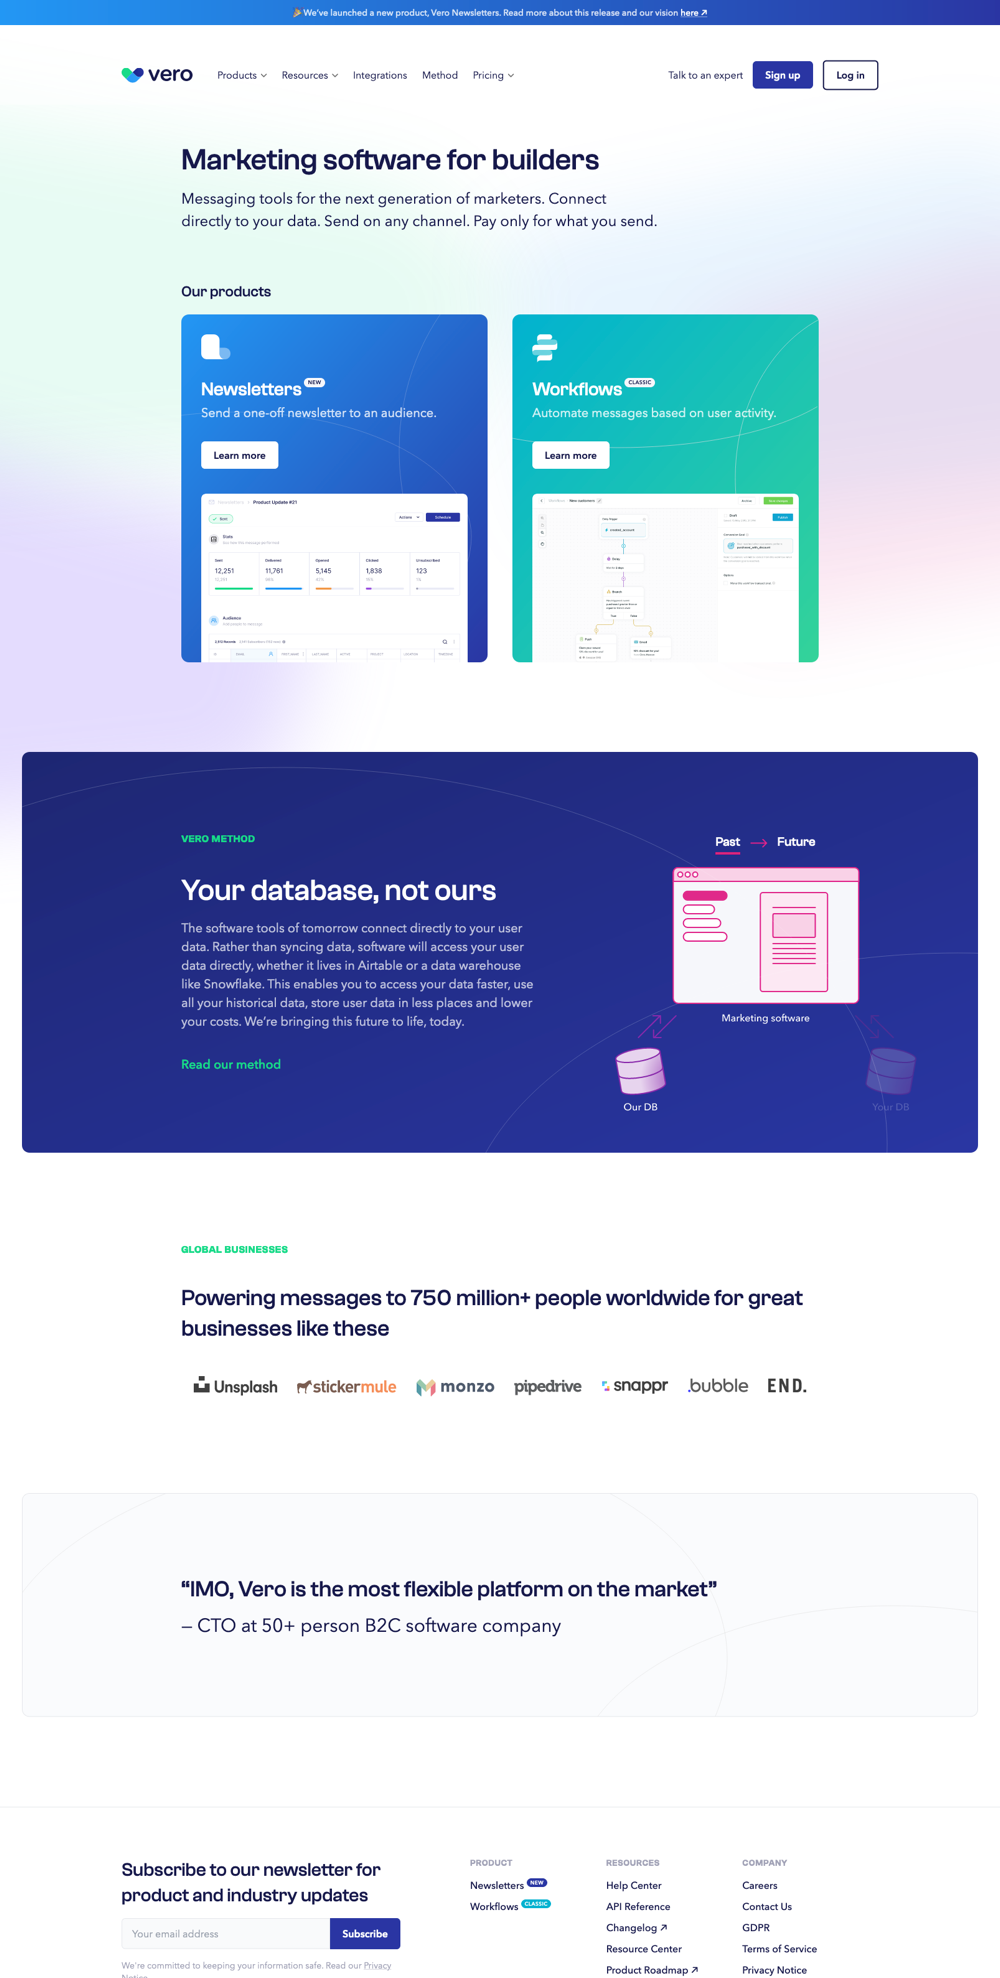 🎉 We've launched a new product, Vero Newsletters. Read more about this release and our vision here ↗
vero
Products
Resources
Integrations
Method
Pricing
Talk to an expert
Sign up
Log in
Marketing software for builders
Messaging tools for the next generation of marketers. Connect
directly to your data. Send on any channel. Pay only for what you send.
Our products
Newsletters NEW
Send a one-off newsletter to an audience.
Learn more
Product Update #21
Sent
Actions
Schedule
Stats
Sent
Delivered
Opened
Clicked
Unsubscribed
12,251
11,761
5,145
1,838
123
Audience
Workflows CLASSIC
Automate messages based on user activity.
Learn more
New customers
Draft
Publish
created_account
Delay
Branch
True
False
Push
Email
VERO METHOD
Your database, not ours
The software tools of tomorrow connect directly to your user
data. Rather than syncing data, software will access your user
data directly, whether it lives in Airtable or a data warehouse
like Snowflake. This enables you to access your data faster, use
all your historical data, store user data in less places and lower
your costs. We're bringing this future to life, today.
Read our method
Past → Future
Marketing software
Our DB
Your DB
GLOBAL BUSINESSES
Powering messages to 750 million+ people worldwide for great
businesses like these
Unsplash
stickermule
monzo
pipedrive
snappr
.bubble
END.
“IMO, Vero is the most flexible platform on the market”
– CTO at 50+ person B2C software company
Subscribe to our newsletter for
product and industry updates
Your email address
Subscribe
We're committed to keeping your information safe. Read our Privacy
PRODUCT
Newsletters NEW
Workflows CLASSIC
RESOURCES
Help Center
API Reference
Changelog ↗
Resource Center
Product Roadmap ↗
COMPANY
Careers
Contact Us
GDPR
Terms of Service
Privacy Notice